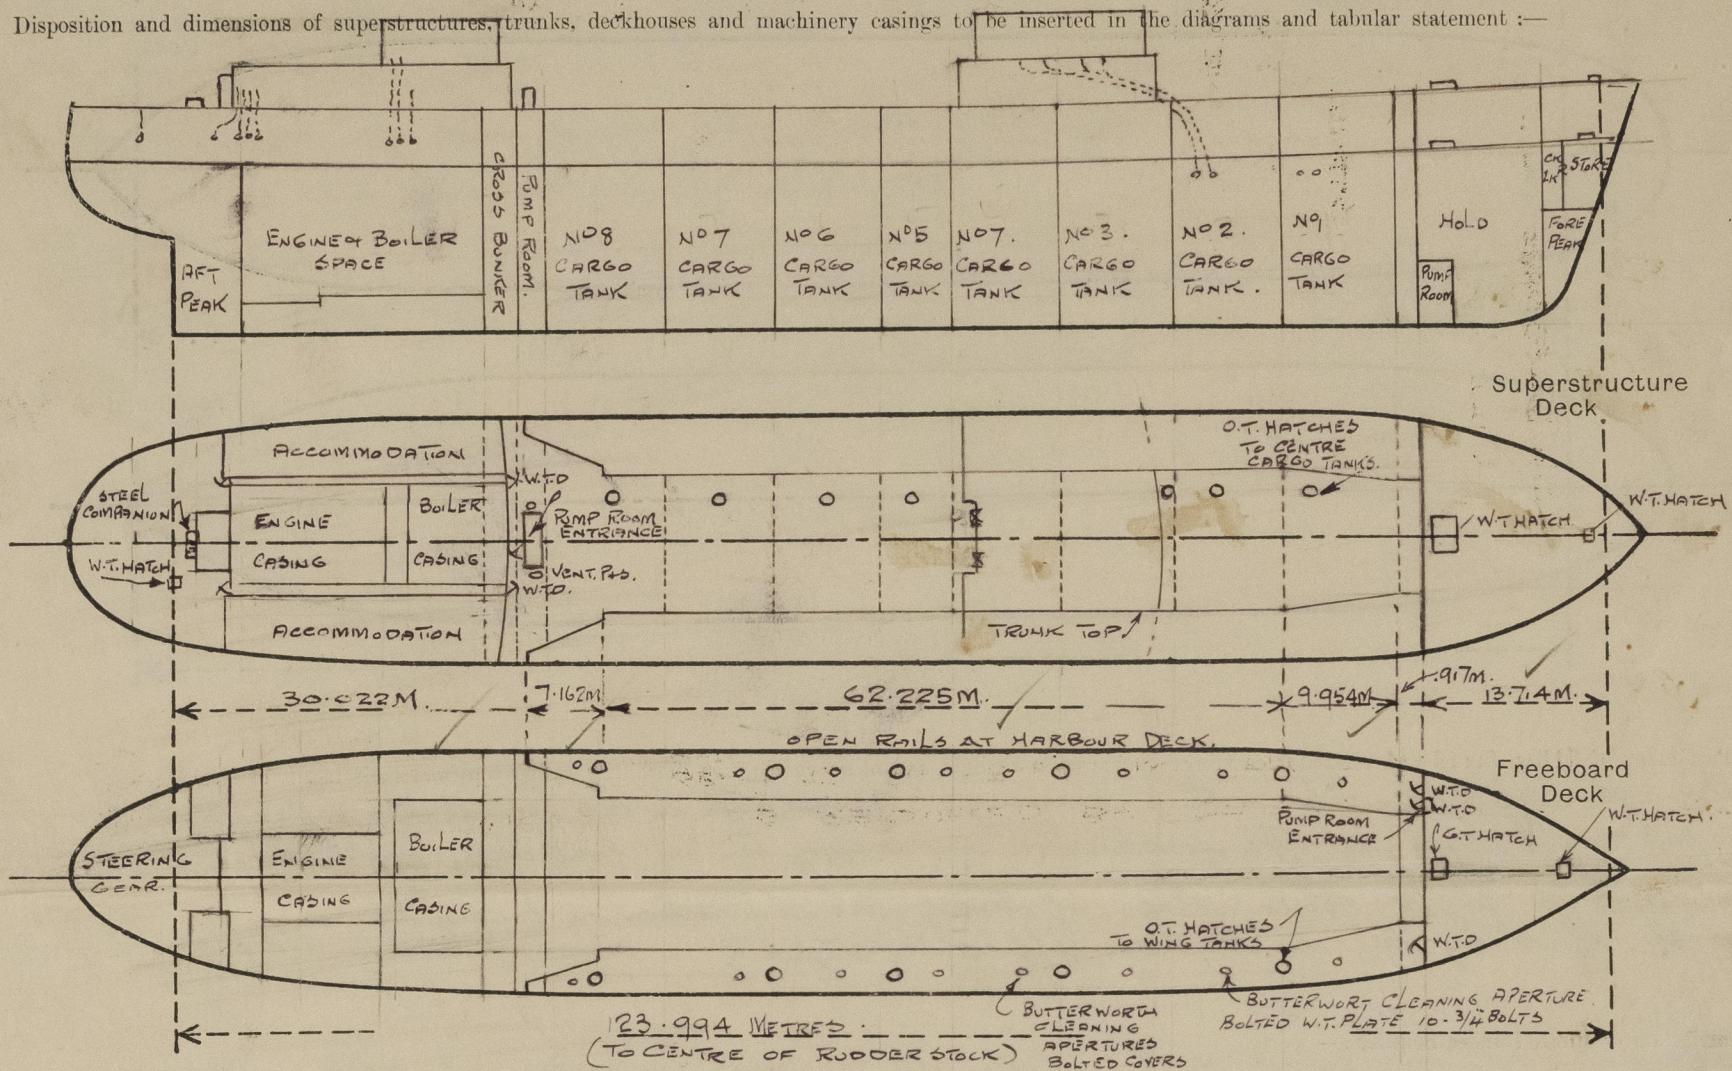 Disposition and dimensions of superstructures, trunks, deckhouses and machinery casings to be inserted in the diagrams and tabular statement :—
AFT
PEAK
ENGINE & BOILER
SPACE
CROSS BUNKER
PUMP ROOM.
No 8
CARGO
TANK
No 7
CARGO
TANK
No 6
CARGO
TANK
No 5
CARGO
TANK
No 7.
CARGO
TANK
No 3.
CARGO
TANK
No 2.
CARGO
TANK.
No 1
CARGO
TANK
HOLD
PUMP
ROOM
STORE
FORE
PEAK
Superstructure
Deck
ACCOMMODATION
STEEL
COMPANION
W.T. HATCH
ENGINE
CASING
BOILER
CASING
ACCOMMODATION
W.T.D
PUMP ROOM
ENTRANCE
VENT. P&S.
W.T.D.
O.T. HATCHES
TO CENTRE
CARGO TANKS.
TRUNK TOP
W.T HATCH
W.T. HATCH
30.022M.
7.162M
62.225M.
9.954M
.917M.
13.714M.
OPEN RAILS AT HARBOUR DECK.
Freeboard
Deck
STEERING
GEAR.
ENGINE
CASING
BOILER
CASING
W.T.D
W.T.D
PUMP ROOM
ENTRANCE
HATCH
W.T. HATCH.
O.T. HATCHES
TO WING TANKS
W.T.D
BUTTERWORTH
CLEANING
APERTURES
BOLTED COVERS
BUTTERWORT CLEANING APERTURE.
BOLTED W.T. PLATE 10 - 3/4" BOLTS
123.994 METRES.
(TO CENTRE OF RUDDER STOCK)